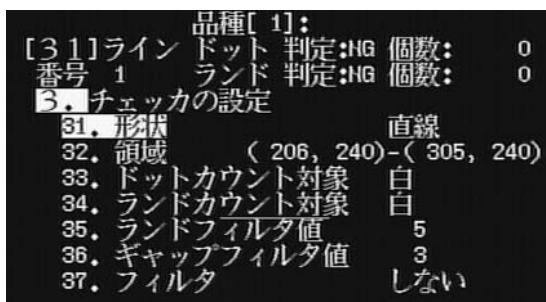 品種[ 1]:
[31]ライン ドット 判定:NG 個数: 0
番号 1 ランド 判定:NG 個数: 0
3. チェッカの設定
31. 形状 直線
32. 領域 ( 206, 240)-( 305, 240)
33. ドットカウント対象 白
34. ランドカウント対象 白
35. ランドフィルタ値 5
36. ギャップフィルタ値 3
37. フィルタ しない